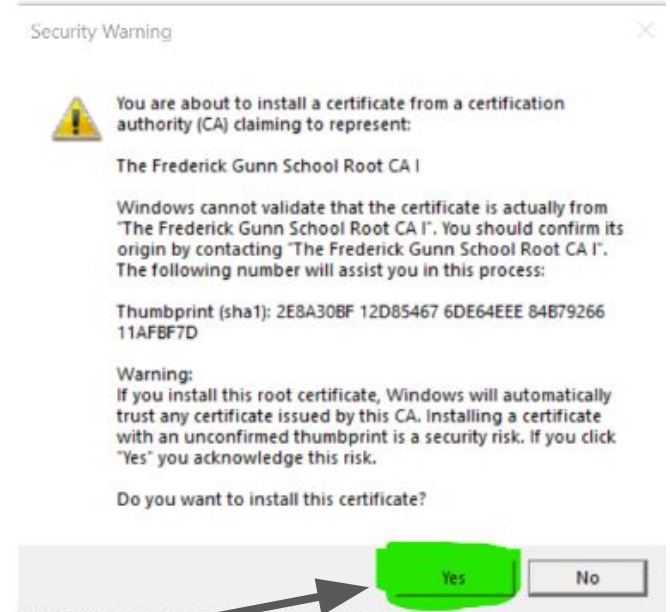 Security Warning
You are about to install a certificate from a certification
authority (CA) claiming to represent:
The Frederick Gunn School Root CA I
Windows cannot validate that the certificate is actually from
"The Frederick Gunn School Root CA I". You should confirm its
origin by contacting "The Frederick Gunn School Root CA I".
The following number will assist you in this process:
Thumbprint (sha1): 2E8A30BF 12D85467 6DE64EEE 84B79266
11AFBF7D
Warning:
If you install this root certificate, Windows will automatically
trust any certificate issued by this CA. Installing a certificate
with an unconfirmed thumbprint is a security risk. If you click
"Yes" you acknowledge this risk.
Do you want to install this certificate?
Yes No